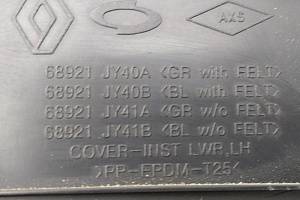 AX5
68921 JY40A <GR with FELT>
68921 JY40B <BL with FELT>
68921 JY41A <GR w/o FELT>
68921 JY41B <BL w/o FELT>
COVER-INST LWR,LH
>PP-EPDM-T25<